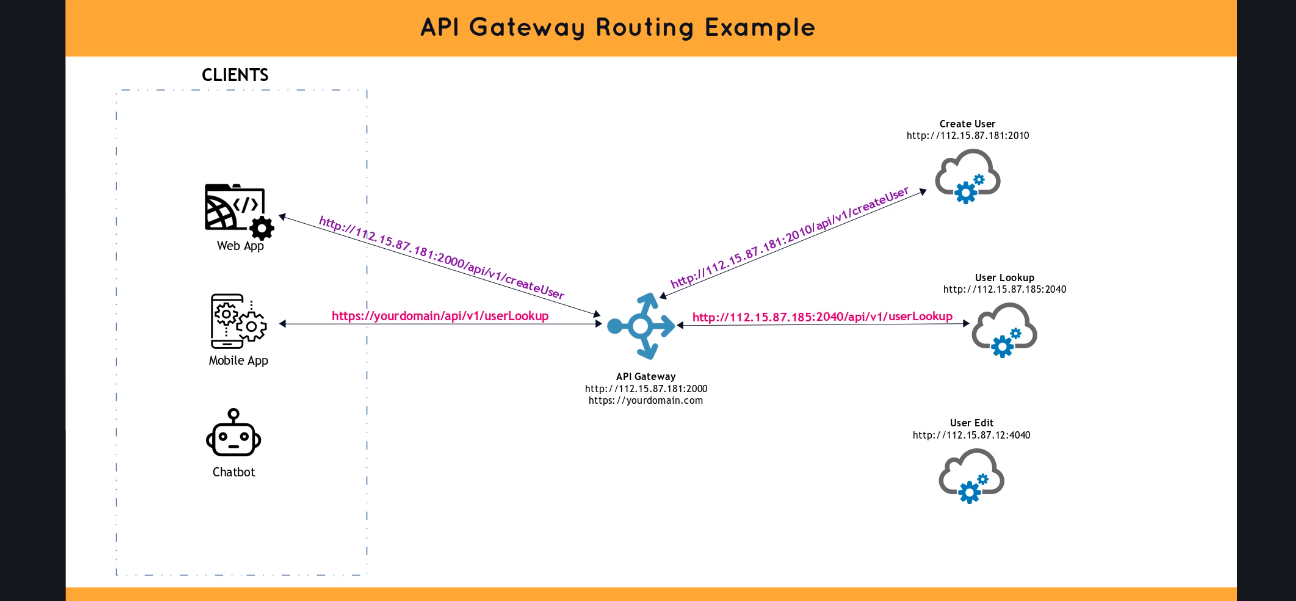 API Gateway Routing Example
CLIENTS
Web App
Mobile App
Chatbot
http://112.15.87.181:2000/api/v1/createUser
https://yourdomain/api/v1/userLookup
API Gateway
http://112.15.87.181:2000
https://yourdomain.com
http://112.15.87.181:2010/api/v1/createUser
http://112.15.87.185:2040/api/v1/userLookup
Create User
http://112.15.87.181:2010
User Lookup
http://112.15.87.185:2040
User Edit
http://112.15.87.12:4040